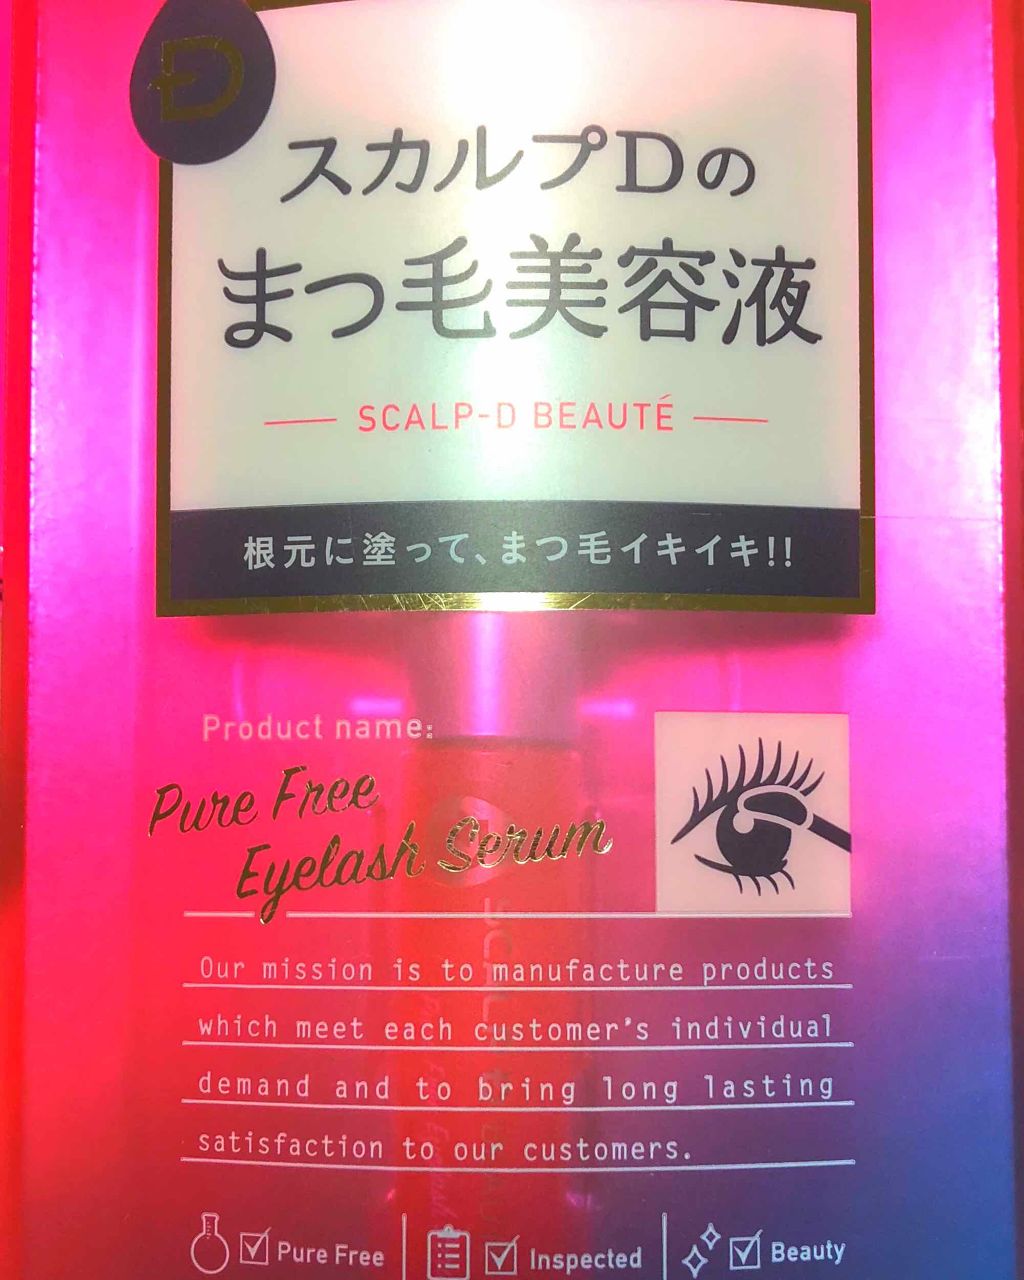 D
スカルプDの
まつ毛美容液
SCALP-D BEAUTÉ
根元に塗って、まつ毛イキイキ!!
Product name:
Pure Free
Eyelash Serum
Our mission is to manufacture products
which meet each customer's individual
demand and to bring long lasting
satisfaction to our customers.
Pure Free
Inspected
Beauty